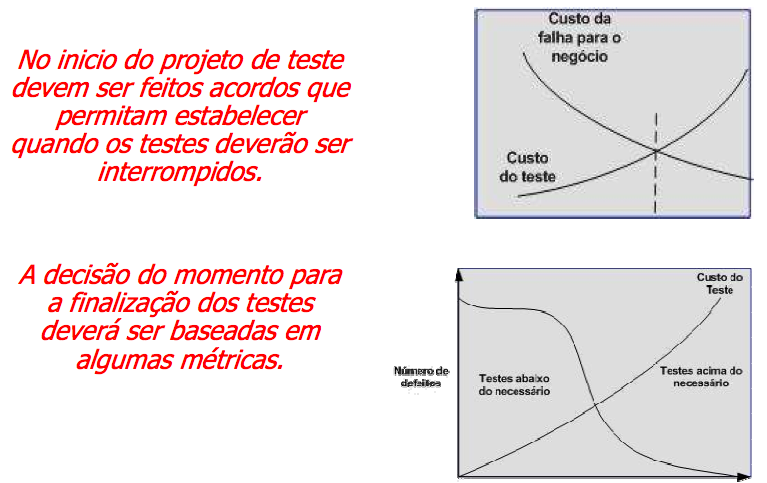 No inicio do projeto de teste
devem ser feitos acordos que
permitam estabelecer
quando os testes deverão ser
interrompidos.
Custo da
falha para o
negócio
Custo
do teste
A decisão do momento para
a finalização dos testes
deverá ser baseadas em
algumas métricas.
Custo do
Teste
Número de
defeitos
Testes abaixo
do necessário
Testes acima do
necessário